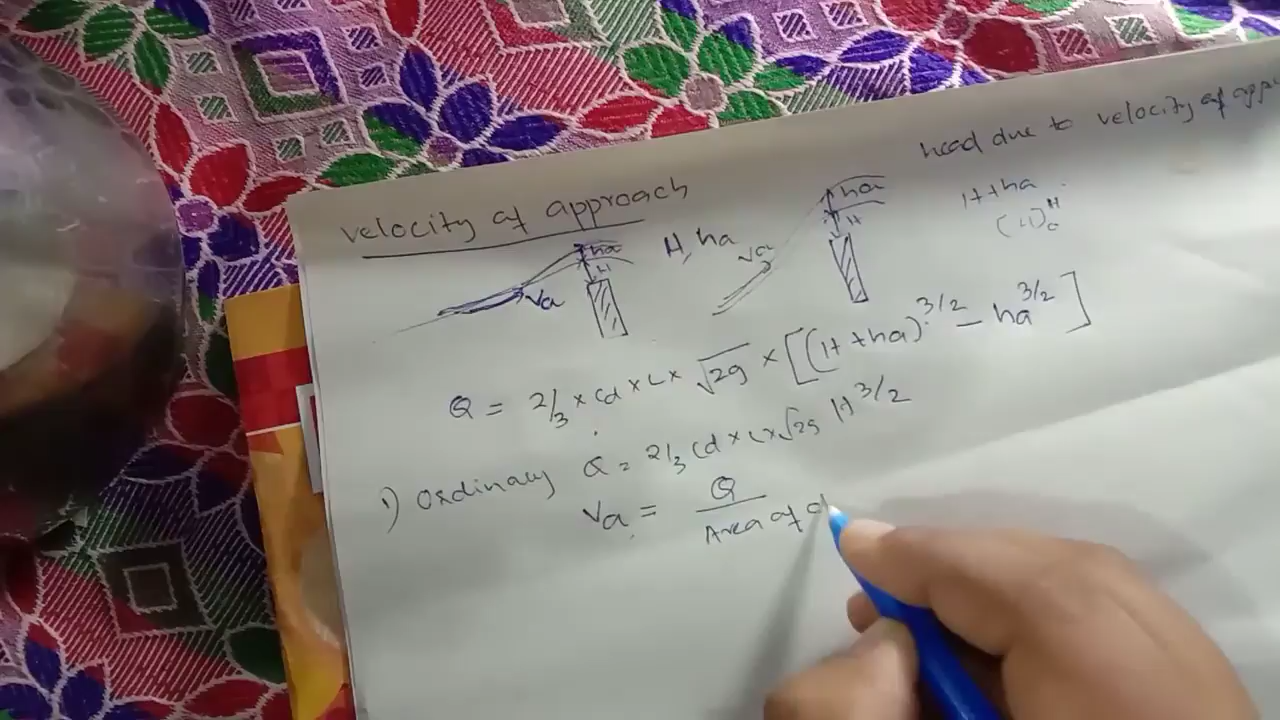 head due to velocity of app
velocity of approach
ha
H
Va
H, ha
Va
ha
H
H+ha
(H)
Q = 2/3 × Cd × L × √2g × [(H+ha)^3/2 − ha^3/2]
1) Ordinary Q = 2/3 Cd × L × √2g H^3/2
Va = Q / Area of